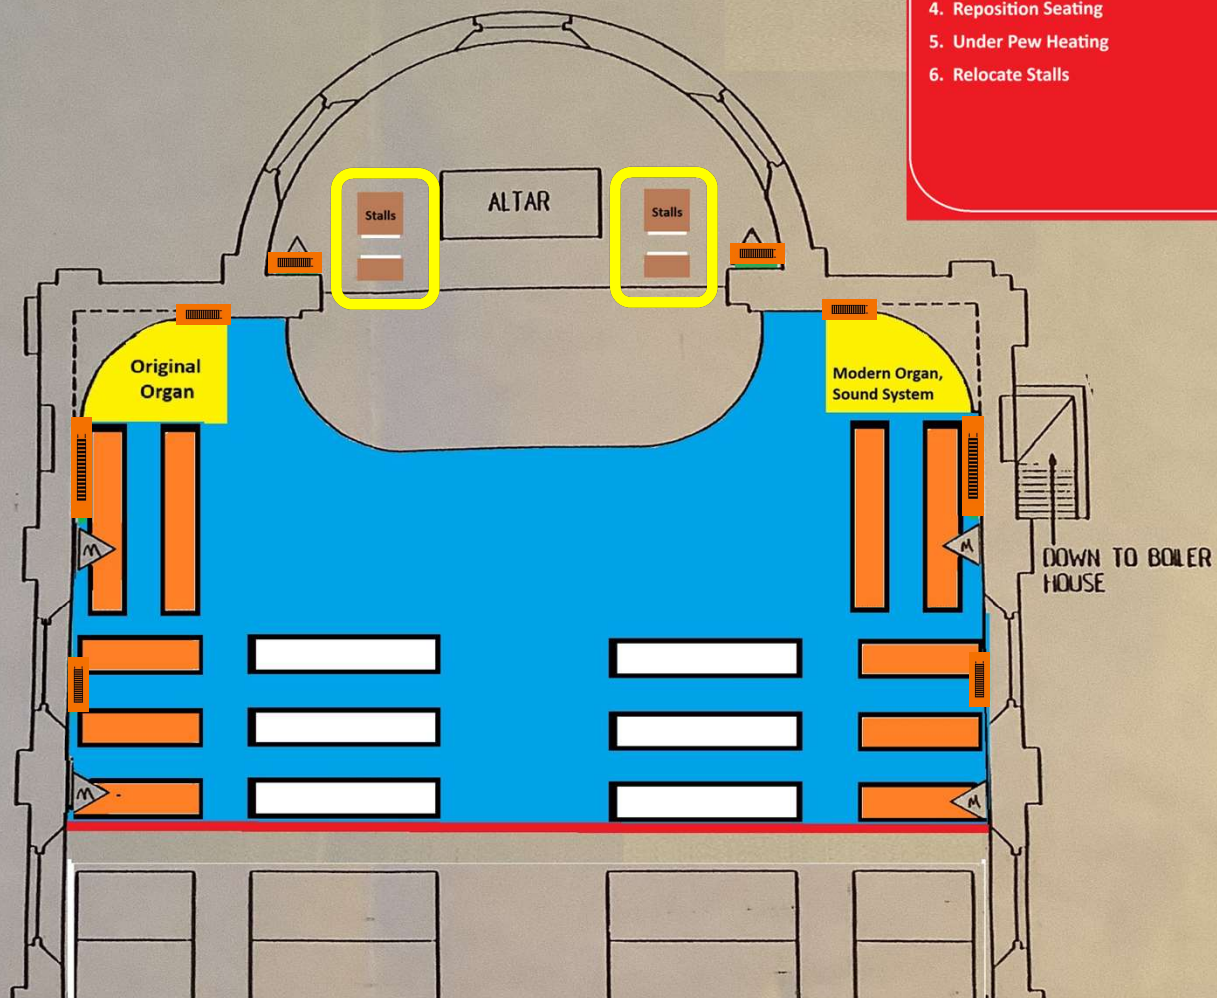 4. Reposition Seating
5. Under Pew Heating
6. Relocate Stalls
ALTAR
Stalls
Stalls
Original
Organ
Modern Organ,
Sound System
M
M
DOWN TO BOILER
HOUSE
M
M